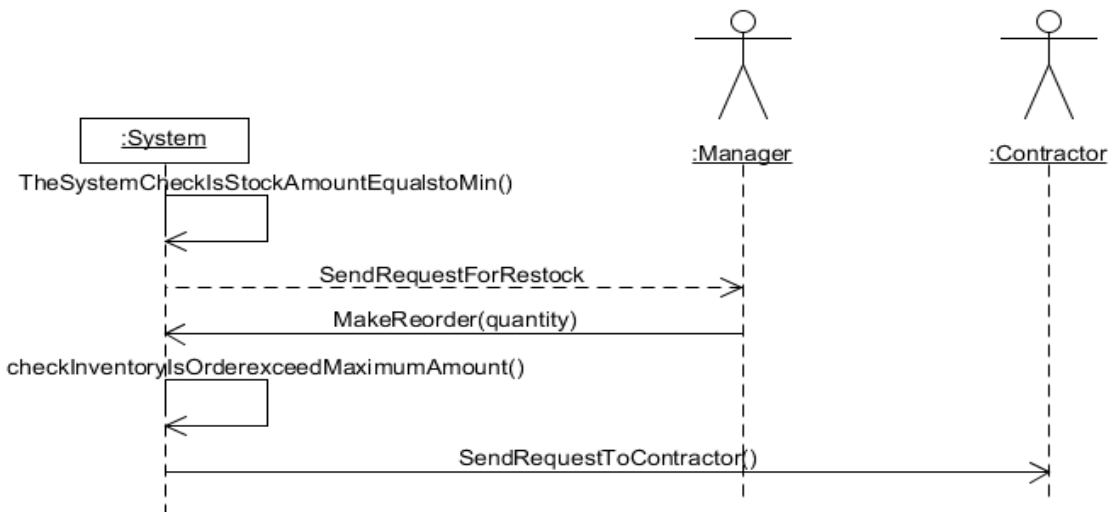 :System
:Manager
:Contractor
TheSystemCheckIsStockAmountEqualstoMin()
SendRequestForRestock
MakeReorder(quantity)
checkInventoryIsOrderexceedMaximumAmount()
SendRequestToContractor()